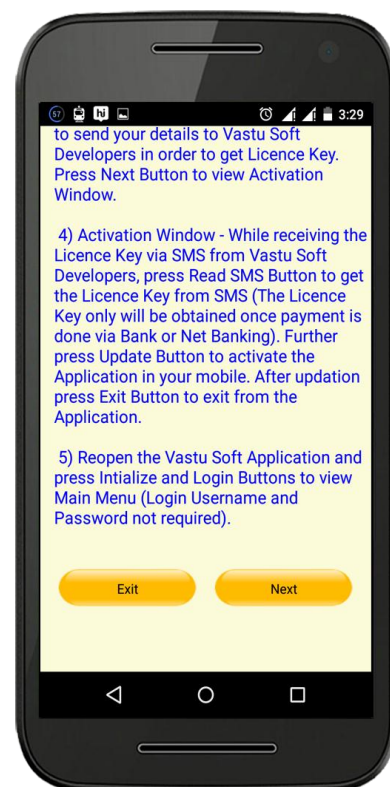 57 hi 3:29
to send your details to Vastu Soft
Developers in order to get Licence Key.
Press Next Button to view Activation
Window.
4) Activation Window - While receiving the
Licence Key via SMS from Vastu Soft
Developers, press Read SMS Button to get
the Licence Key from SMS (The Licence
Key only will be obtained once payment is
done via Bank or Net Banking). Further
press Update Button to activate the
Application in your mobile. After updation
press Exit Button to exit from the
Application.
5) Reopen the Vastu Soft Application and
press Intialize and Login Buttons to view
Main Menu (Login Username and
Password not required).
Exit Next